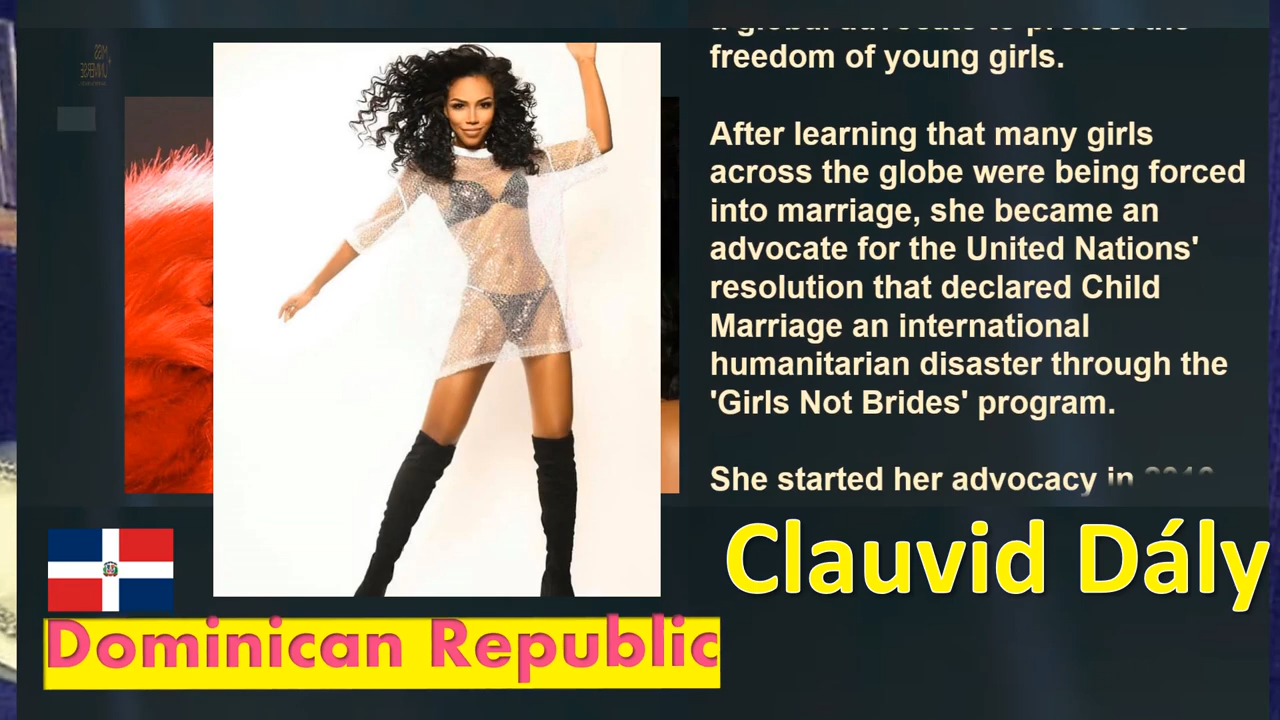 freedom of young girls.
After learning that many girls
across the globe were being forced
into marriage, she became an
advocate for the United Nations'
resolution that declared Child
Marriage an international
humanitarian disaster through the
'Girls Not Brides' program.
She started her advocacy in
Clauvid Dály
Dominican Republic